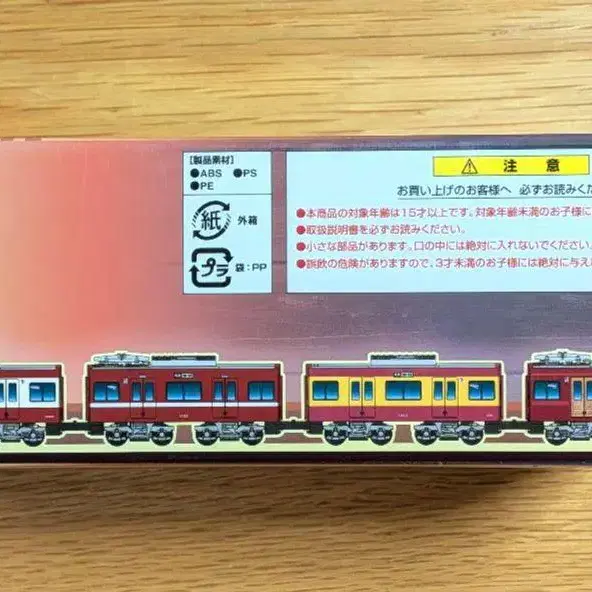 [製品素材]
●ABS ●PS
●PE
紙 外箱
プラ 袋:PP
注意
お買い上げのお客様へ 必ずお読みくだ
●本商品の対象年齢は15才以上です。対象年齢未満のお子様に
●取扱説明書を必ずお読みください。
●小さな部品があります。口の中には絶対に入れないでください。
●誤飲の危険がありますので、3才未満のお子様には絶対に与え